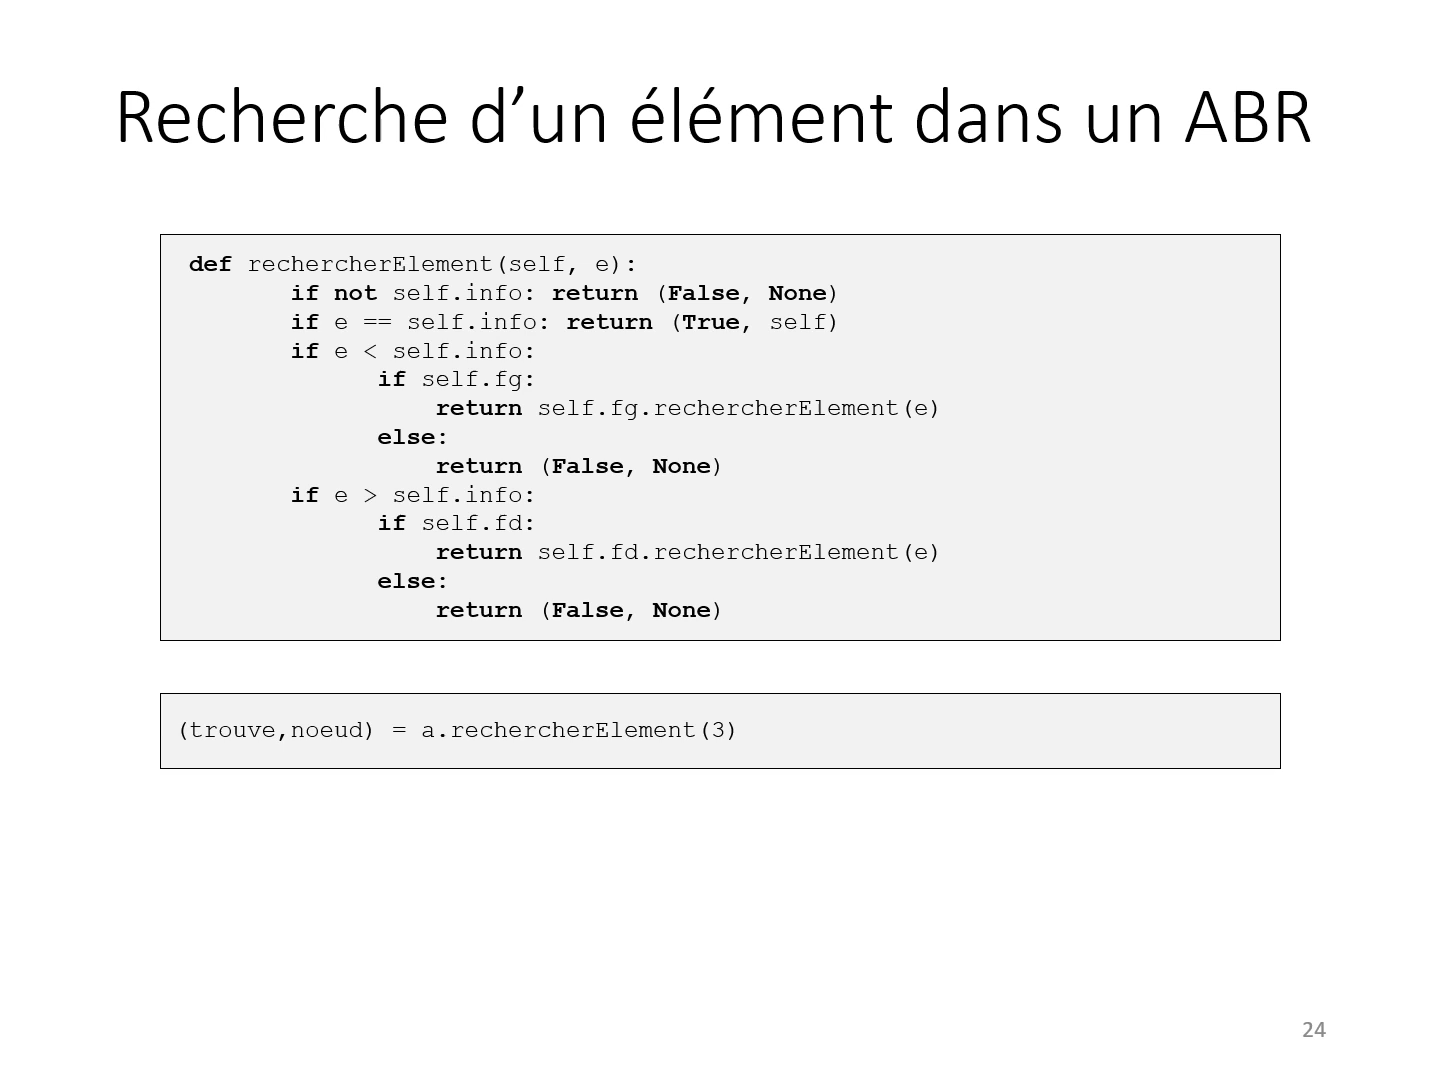 Recherche d’un élément dans un ABR
def rechercherElement(self, e):
if not self.info: return (False, None)
if e == self.info: return (True, self)
if e < self.info:
if self.fg:
return self.fg.rechercherElement(e)
else:
return (False, None)
if e > self.info:
if self.fd:
return self.fd.rechercherElement(e)
else:
return (False, None)
(trouve,noeud) = a.rechercherElement(3)
24